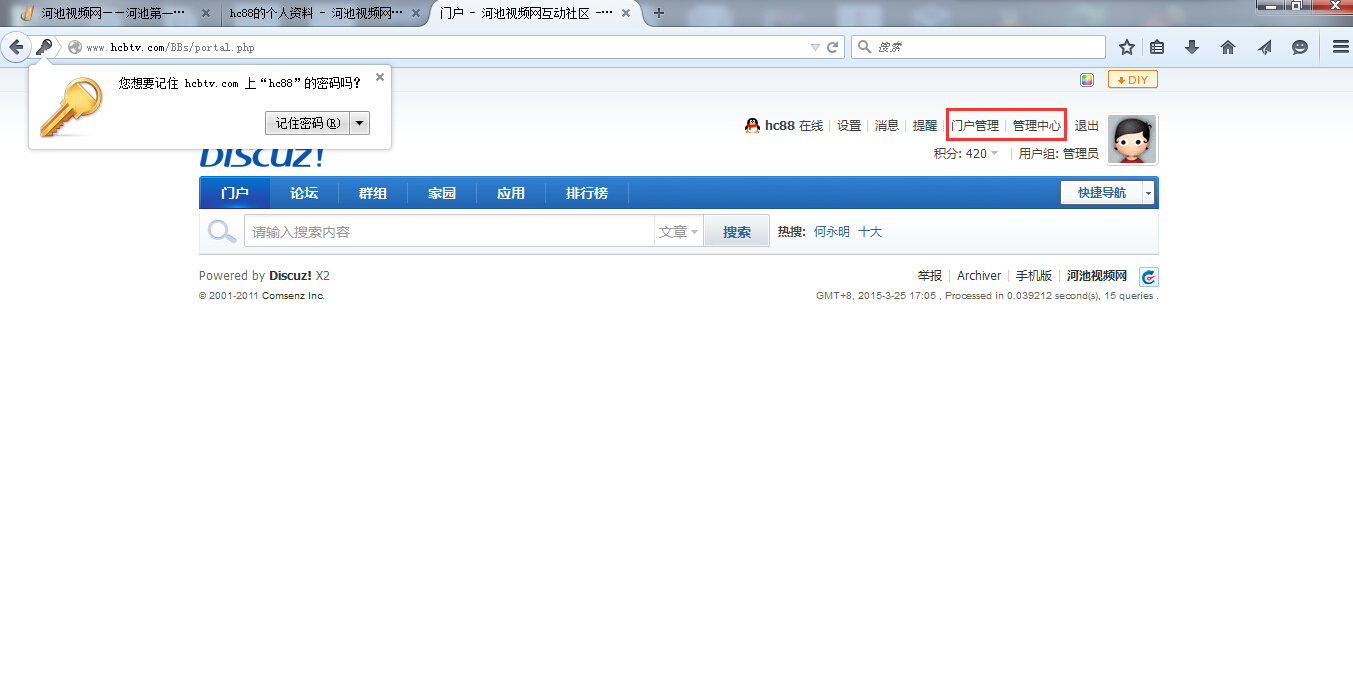 河池视频网——河池第一…
hc88的个人资料 - 河池视频网…
门户 - 河池视频网互动社区 -…
www.hcbtv.com/BBs/portal.php
搜索
您想要记住 hcbtv.com 上“hc88”的密码吗?
记住密码(R)
DIY
hc88 在线 设置 消息 提醒 门户管理 管理中心 退出
积分: 420 用户组: 管理员
Discuz!
门户 论坛 群组 家园 应用 排行榜 快捷导航
请输入搜索内容 文章 搜索 热搜: 何永明 十大
Powered by Discuz! X2 举报 Archiver 手机版 河池视频网
© 2001-2011 Comsenz Inc. GMT+8, 2015-3-25 17:05 , Processed in 0.039212 second(s), 15 queries .